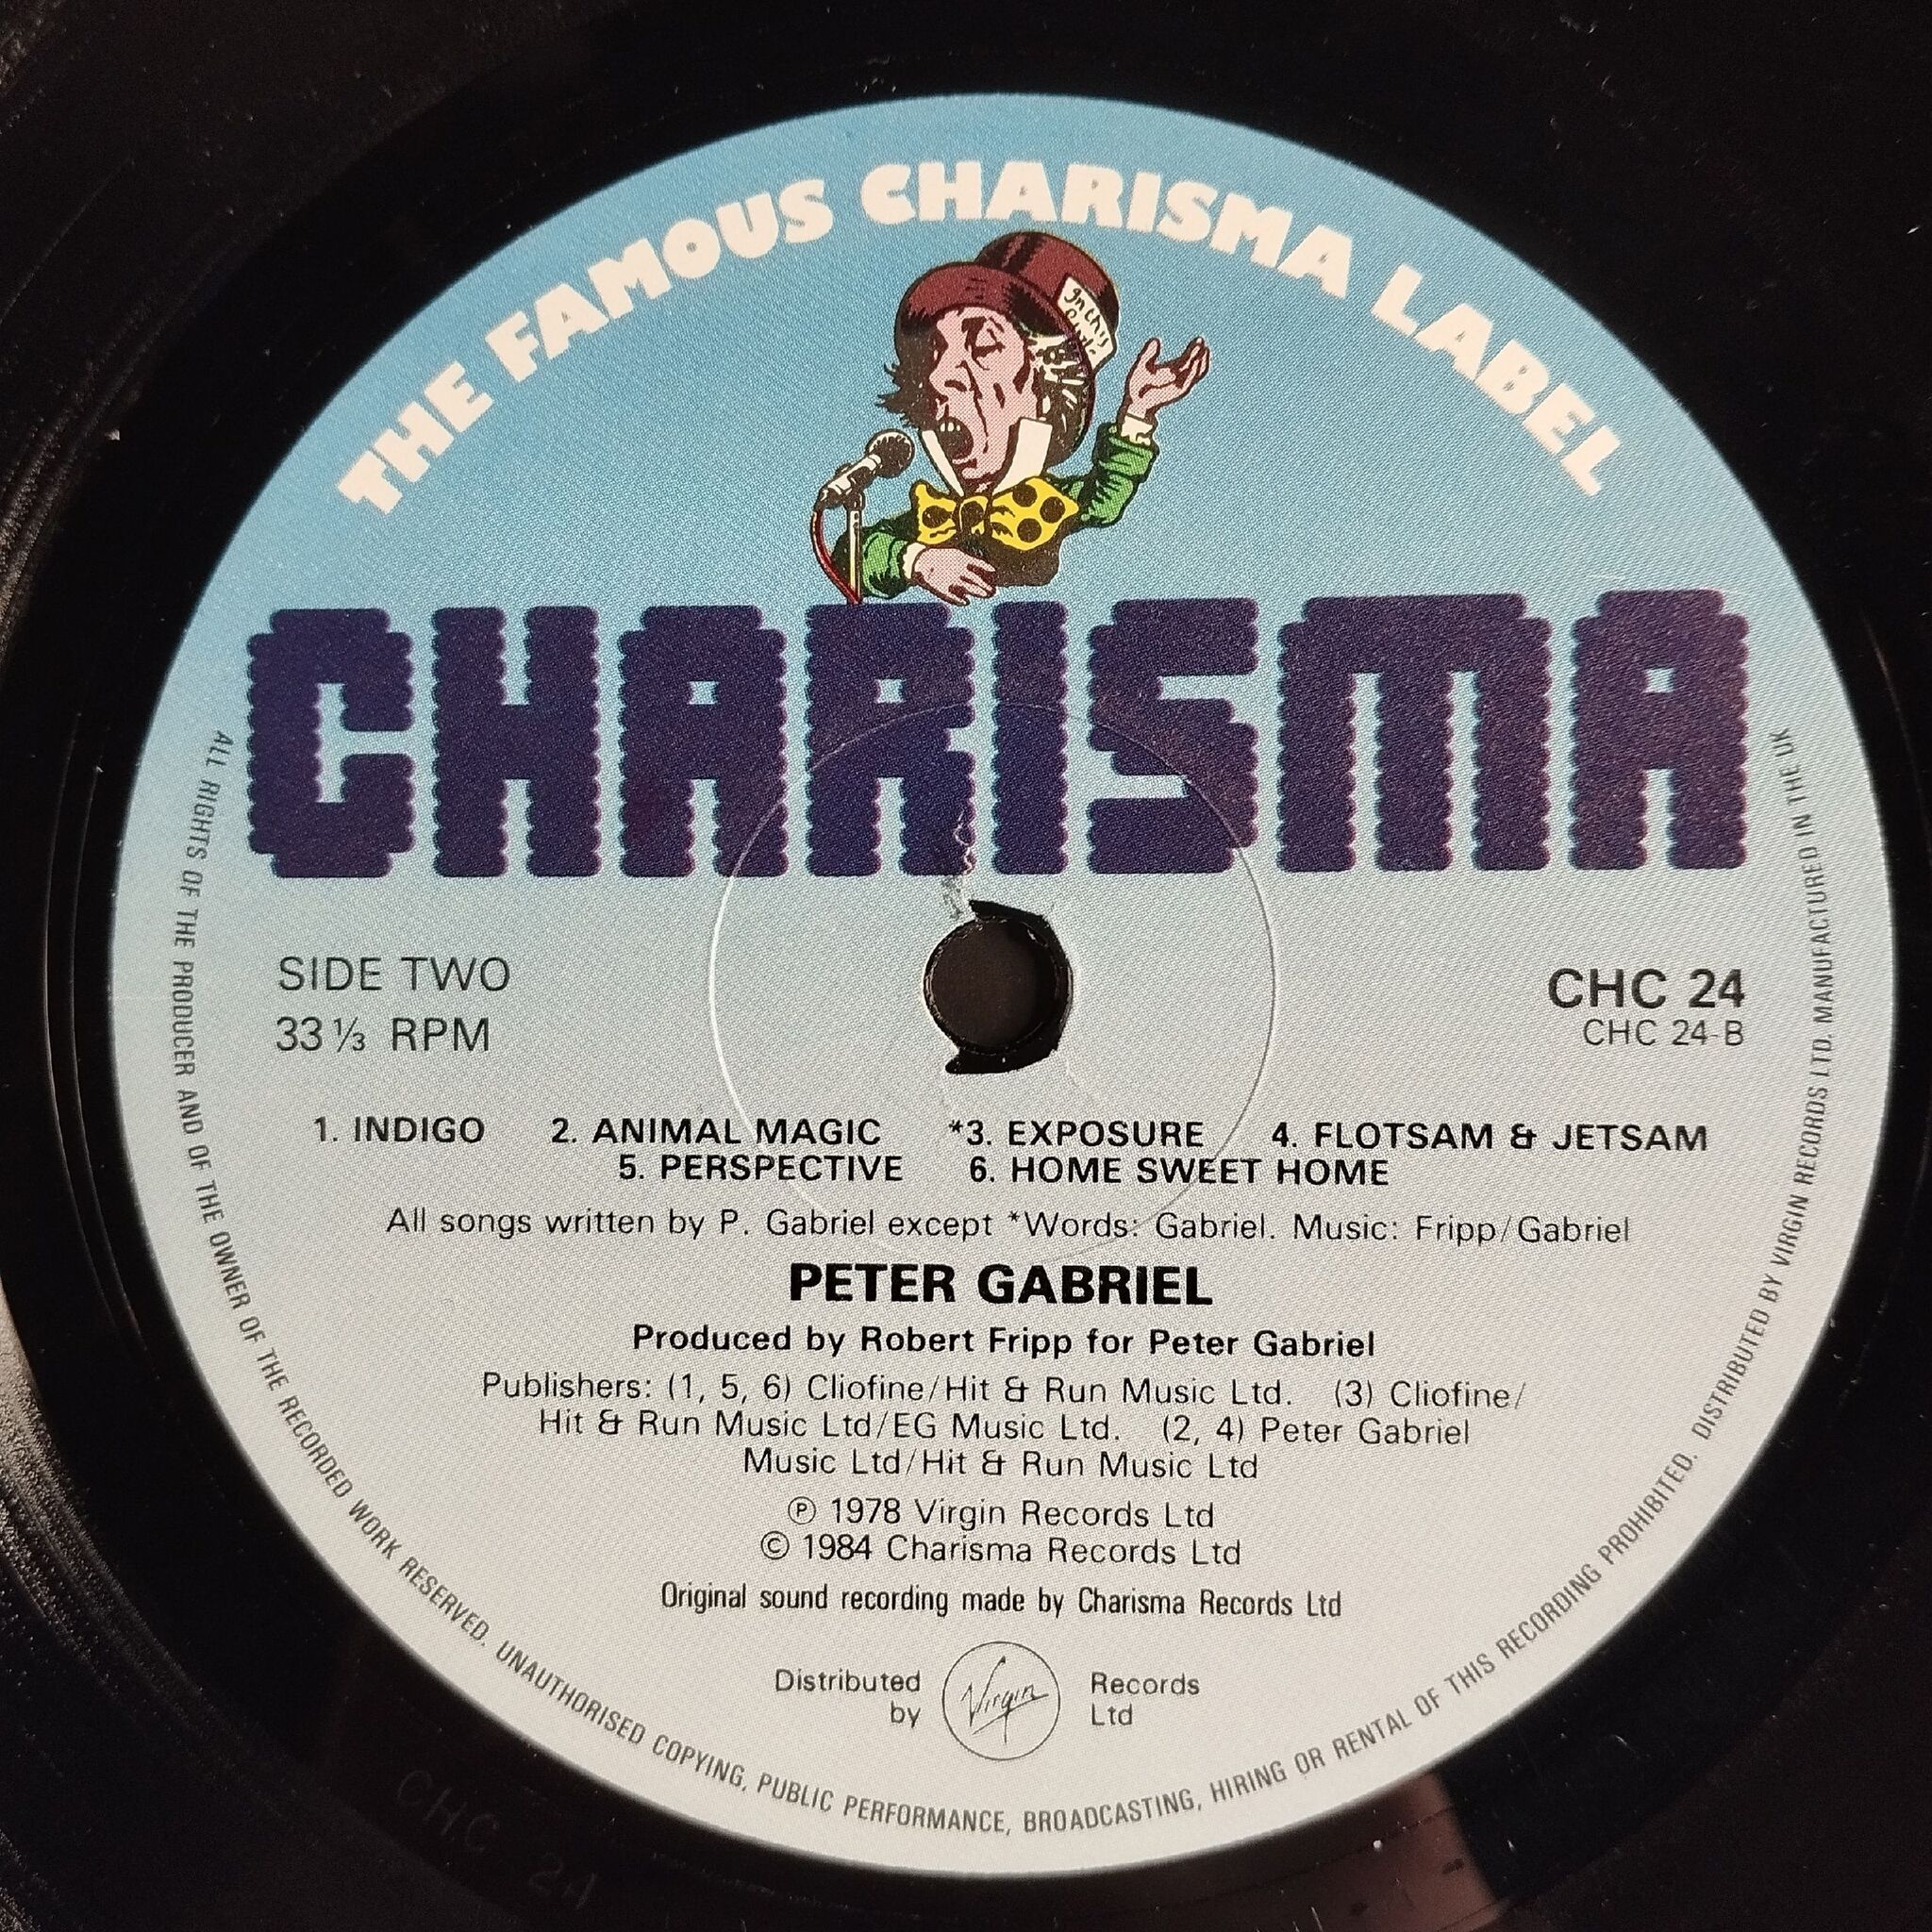 THE FAMOUS CHARISMA LABEL
In this
CHARISMA
SIDE TWO
33 ⅓ RPM
CHC 24
CHC 24-B
1. INDIGO 2. ANIMAL MAGIC *3. EXPOSURE 4. FLOTSAM & JETSAM
5. PERSPECTIVE 6. HOME SWEET HOME
All songs written by P. Gabriel except *Words: Gabriel. Music: Fripp/Gabriel
PETER GABRIEL
Produced by Robert Fripp for Peter Gabriel
Publishers: (1, 5, 6) Cliofine/Hit & Run Music Ltd. (3) Cliofine/
Hit & Run Music Ltd/EG Music Ltd. (2, 4) Peter Gabriel
Music Ltd/Hit & Run Music Ltd
℗ 1978 Virgin Records Ltd
© 1984 Charisma Records Ltd
Original sound recording made by Charisma Records Ltd
Distributed by Virgin Records Ltd
ALL RIGHTS OF THE PRODUCER AND OF THE OWNER OF THE RECORDED WORK RESERVED. UNAUTHORISED COPYING, PUBLIC PERFORMANCE, BROADCASTING, HIRING OR RENTAL OF THIS RECORDING PROHIBITED. DISTRIBUTED BY VIRGIN RECORDS LTD. MANUFACTURED IN THE UK
CHC 24